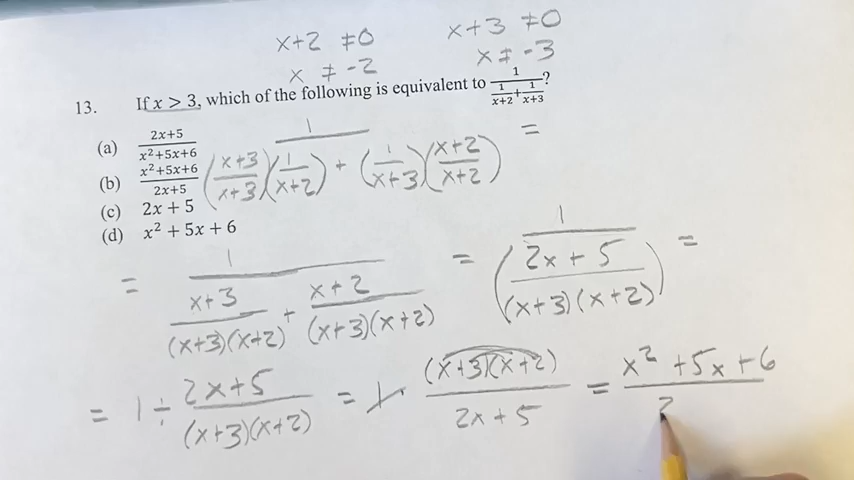 x+2 ≠0 x+3 ≠0
x ≠ -2 x ≠ -3
13. If x > 3, which of the following is equivalent to 1/(1/(x+2)+1/(x+3))?
(a) (2x+5)/(x²+5x+6)
(b) (x²+5x+6)/(2x+5)
(c) 2x + 5
(d) x² + 5x + 6
1/(((x+3)/(x+3))(1/(x+2)) + (1/(x+3))((x+2)/(x+2))) =
= 1/((x+3)/((x+3)(x+2)) + (x+2)/((x+3)(x+2))) = 1/((2x+5)/((x+3)(x+2))) =
= 1 ÷ (2x+5)/((x+3)(x+2)) = 1 · ((x+3)(x+2))/(2x+5) = (x² +5x+6)/2